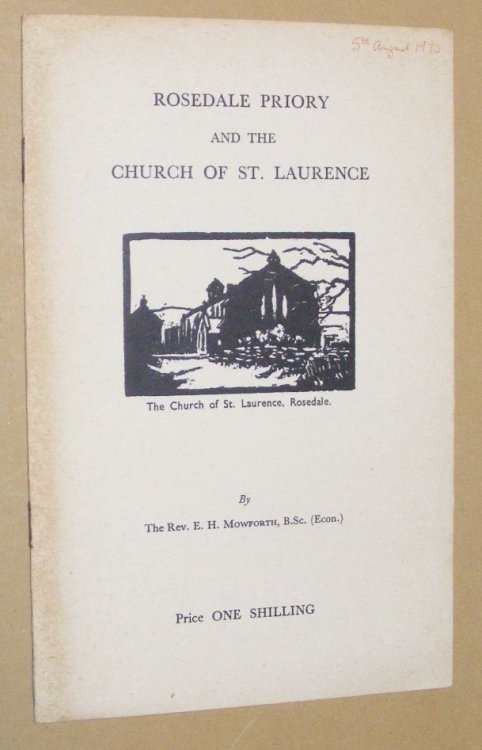 5th August 1973
ROSEDALE PRIORY
AND THE
CHURCH OF ST. LAURENCE
The Church of St. Laurence, Rosedale.
By
The Rev. E. H. Mowforth, B.Sc. (Econ.)
Price ONE SHILLING